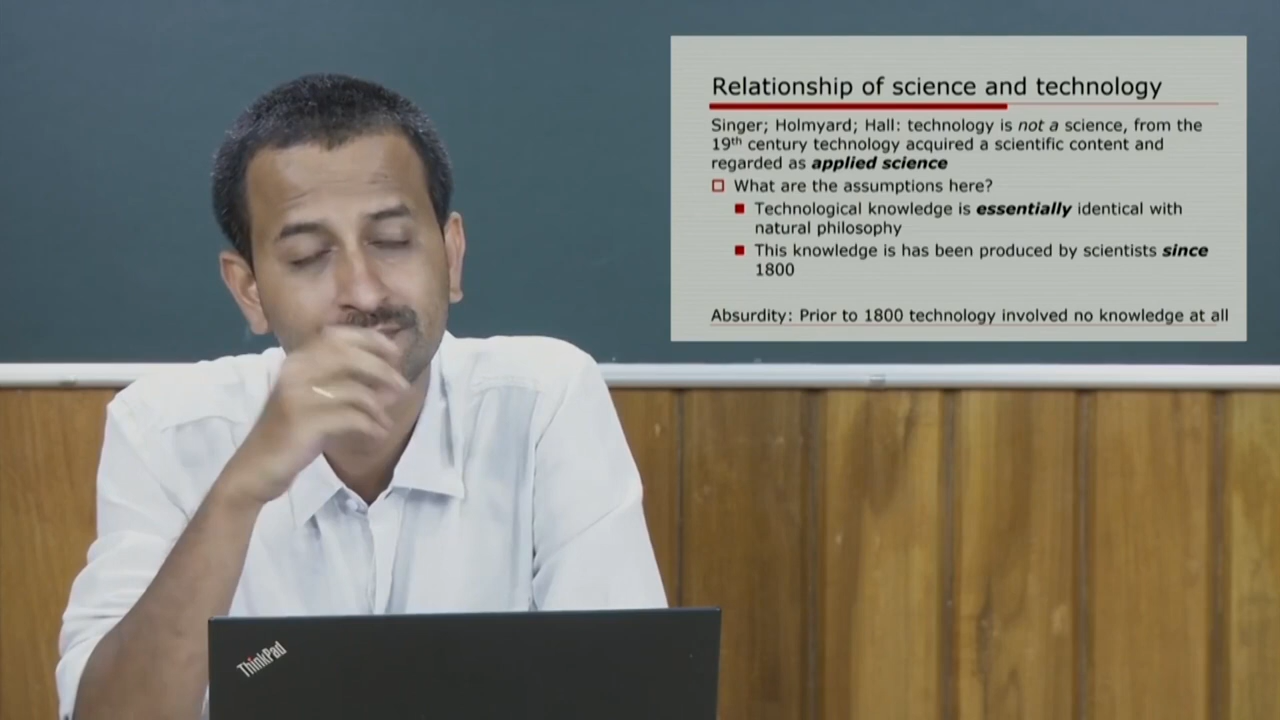 Relationship of science and technology
Singer; Holmyard; Hall: technology is not a science, from the
19th century technology acquired a scientific content and
regarded as applied science
What are the assumptions here?
Technological knowledge is essentially identical with
natural philosophy
This knowledge is has been produced by scientists since
1800
Absurdity: Prior to 1800 technology involved no knowledge at all
ThinkPad